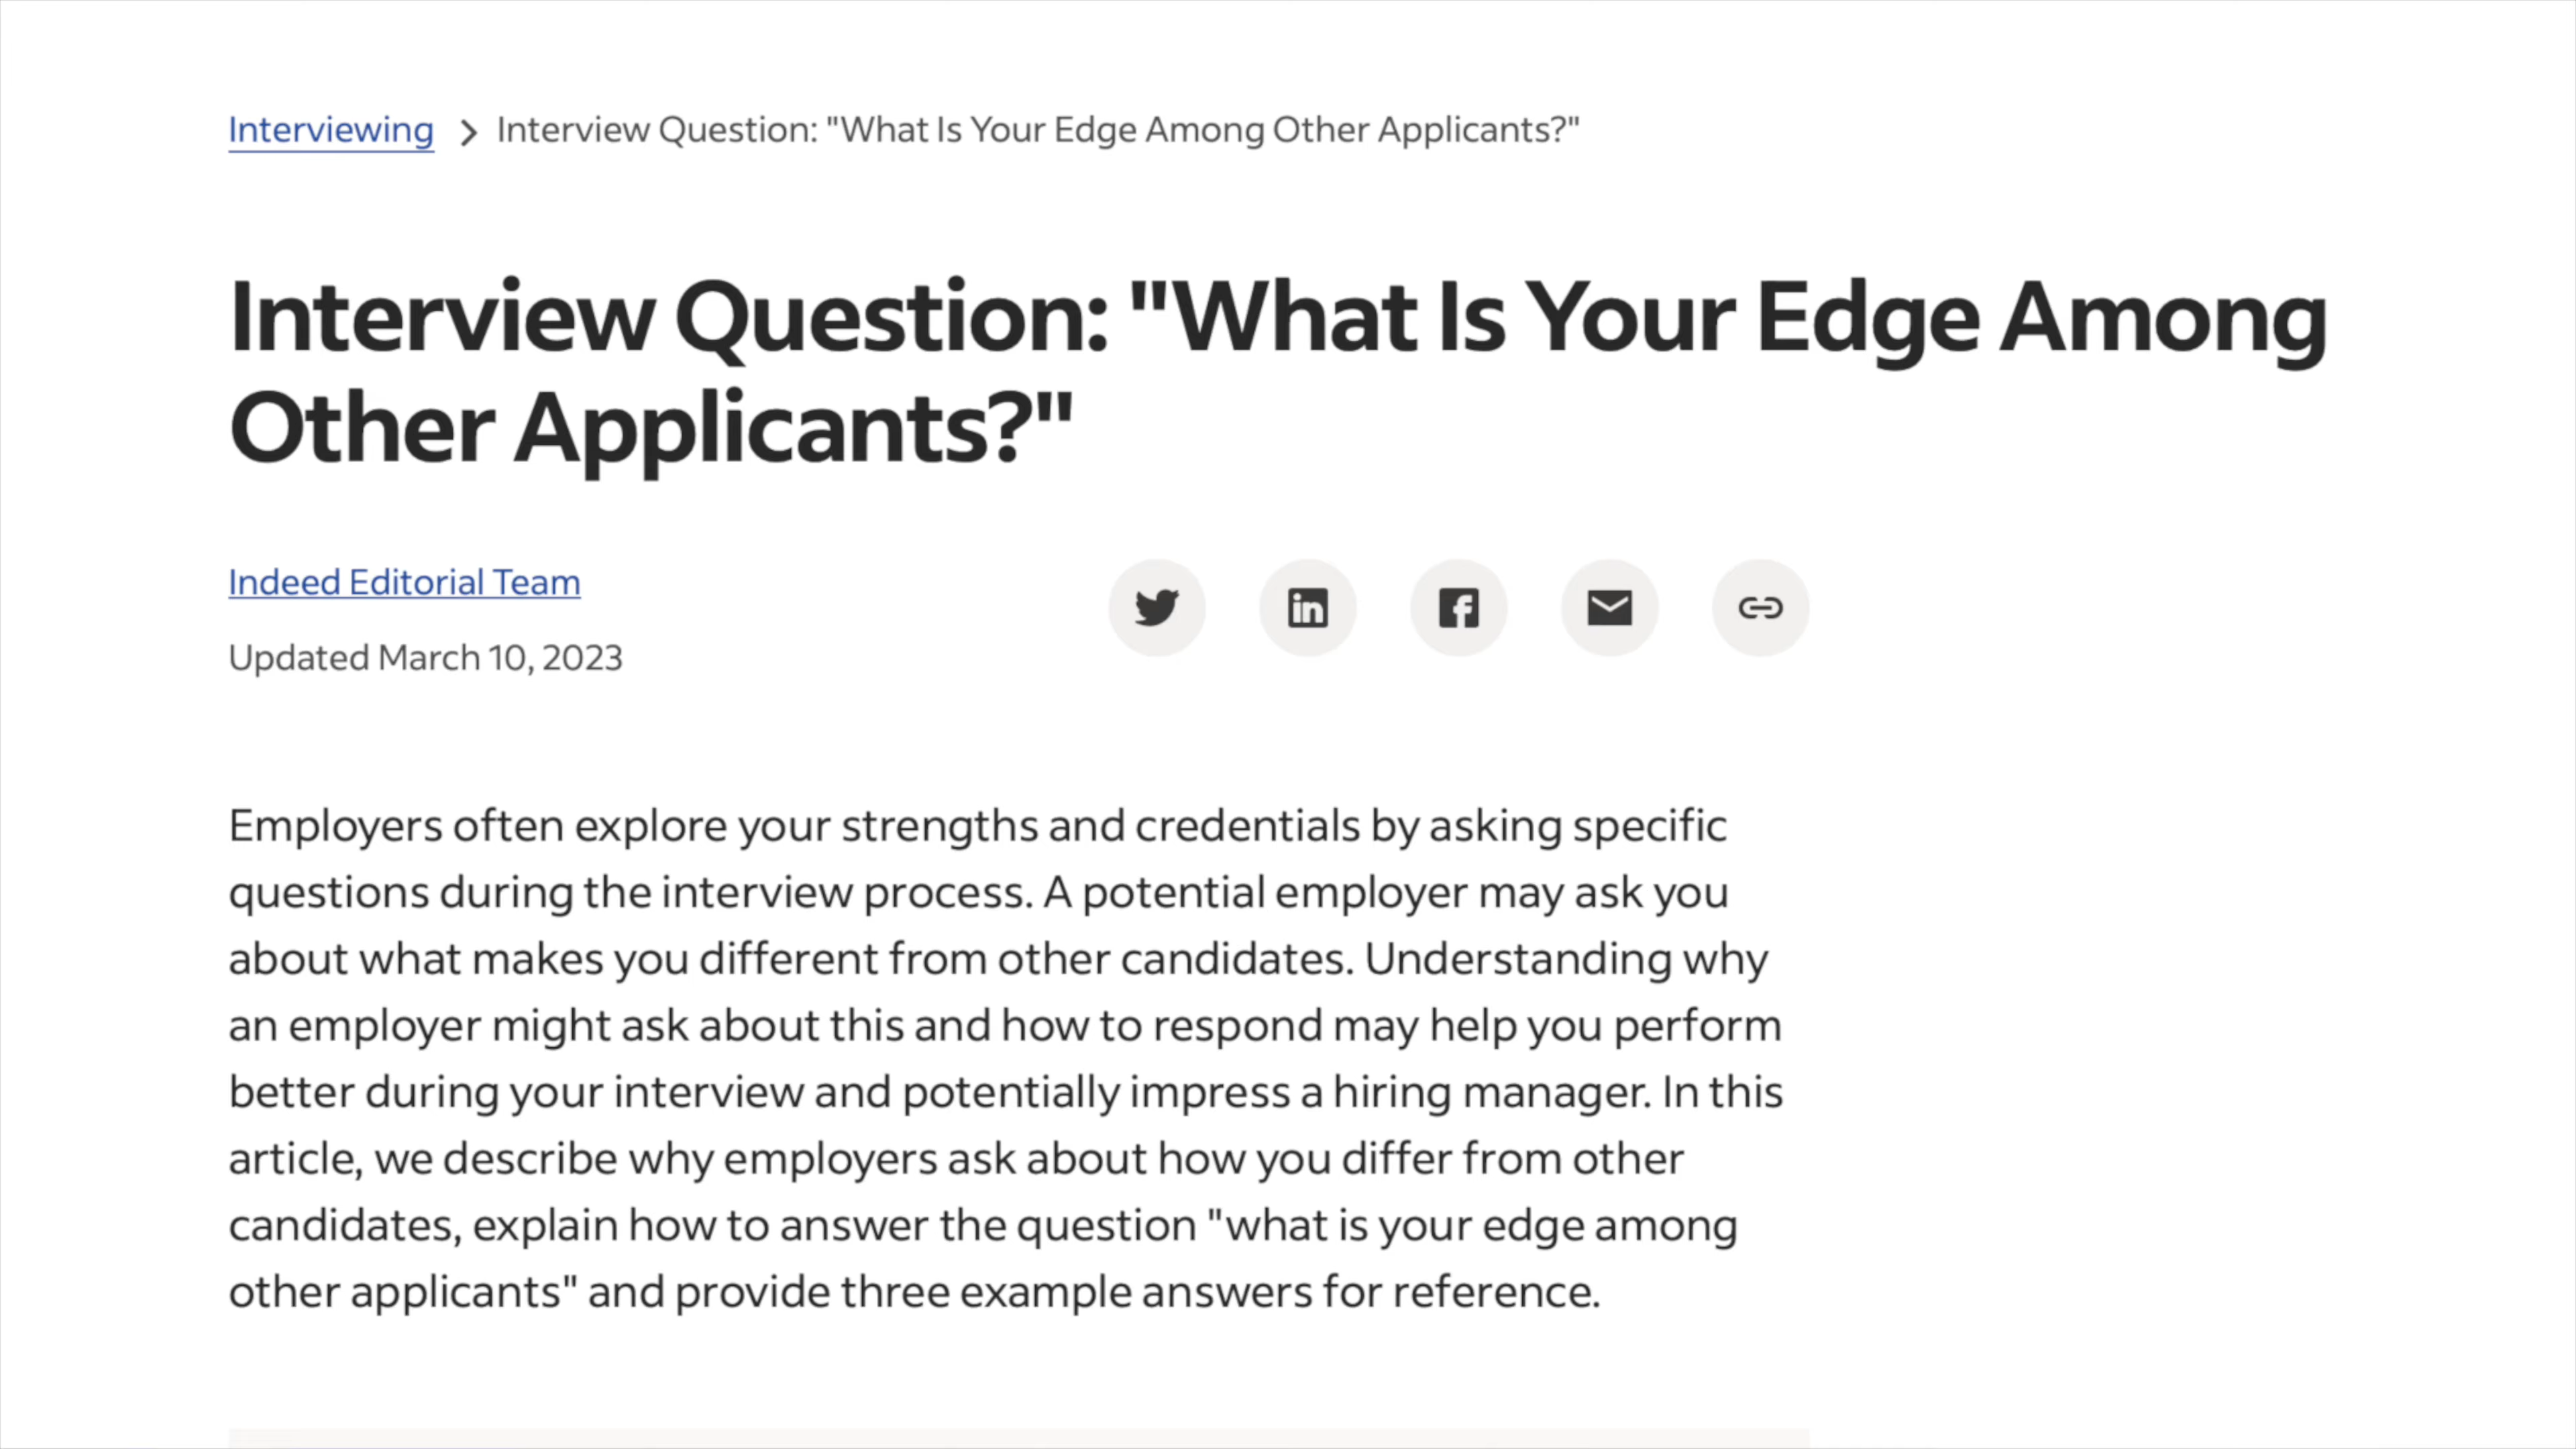 Interviewing > Interview Question: "What Is Your Edge Among Other Applicants?"
Interview Question: "What Is Your Edge Among
Other Applicants?"
Indeed Editorial Team
Updated March 10, 2023
Employers often explore your strengths and credentials by asking specific
questions during the interview process. A potential employer may ask you
about what makes you different from other candidates. Understanding why
an employer might ask about this and how to respond may help you perform
better during your interview and potentially impress a hiring manager. In this
article, we describe why employers ask about how you differ from other
candidates, explain how to answer the question "what is your edge among
other applicants" and provide three example answers for reference.